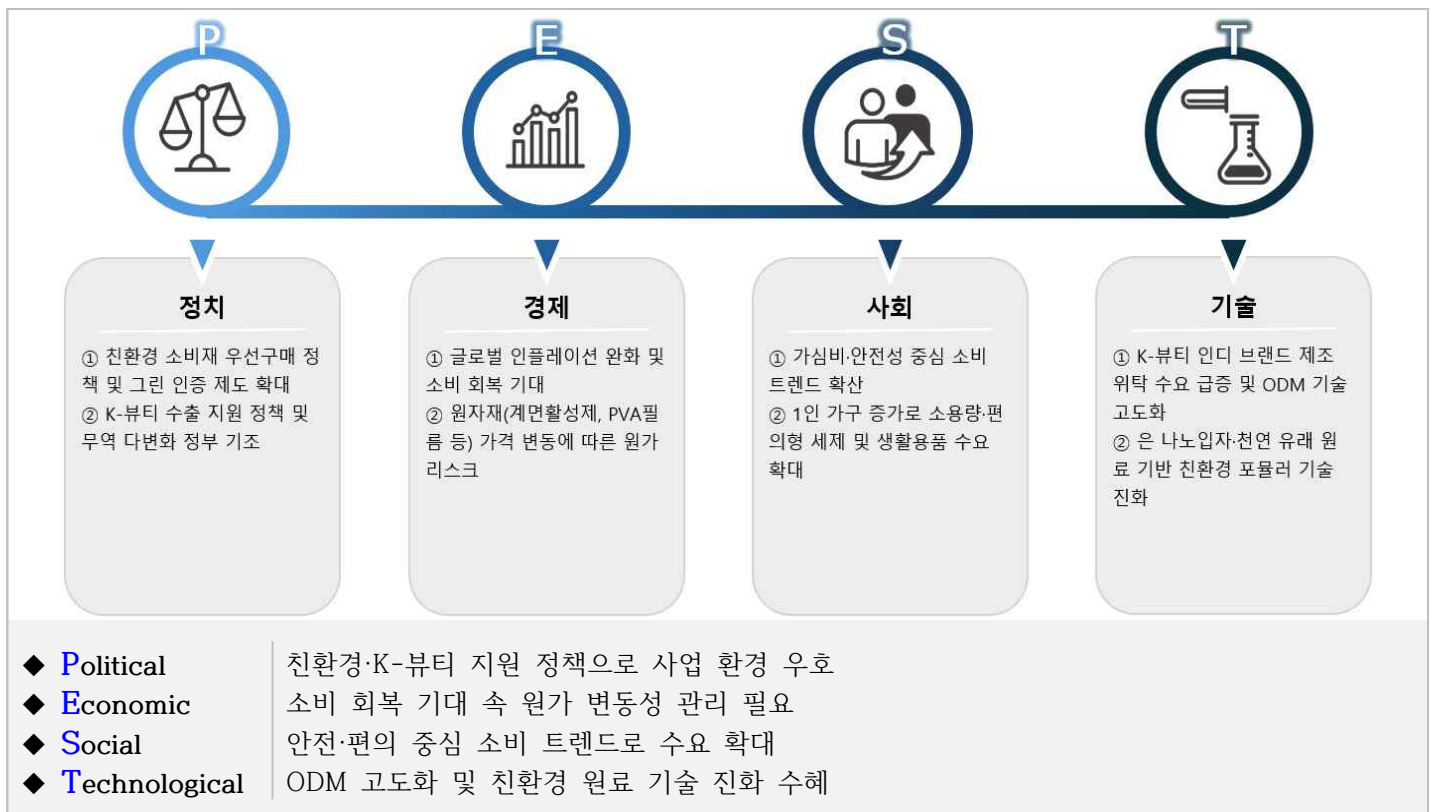 P
E
S
T
정치
① 친환경 소비재 우선구매 정
책 및 그린 인증 제도 확대
② K-뷰티 수출 지원 정책 및
무역 다변화 정부 기조
경제
① 글로벌 인플레이션 완화 및
소비 회복 기대
② 원자재(계면활성제, PVA필
름 등) 가격 변동에 따른 원가
리스크
사회
① 가심비·안전성 중심 소비
트렌드 확산
② 1인 가구 증가로 소용량·편
의형 세제 및 생활용품 수요
확대
기술
① K-뷰티 인디 브랜드 제조
위탁 수요 급증 및 ODM 기술
고도화
② 은 나노입자·천연 유래 원
료 기반 친환경 포뮬러 기술
진화
◆ Political 친환경·K-뷰티 지원 정책으로 사업 환경 우호
◆ Economic 소비 회복 기대 속 원가 변동성 관리 필요
◆ Social 안전·편의 중심 소비 트렌드로 수요 확대
◆ Technological ODM 고도화 및 친환경 원료 기술 진화 수혜